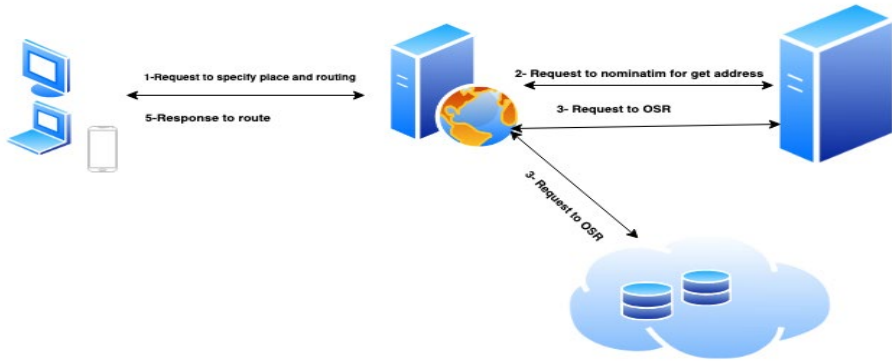 1-Request to specify place and routing
5-Response to route
2- Request to nominatim for get address
3- Request to OSR
3- Request to OSR